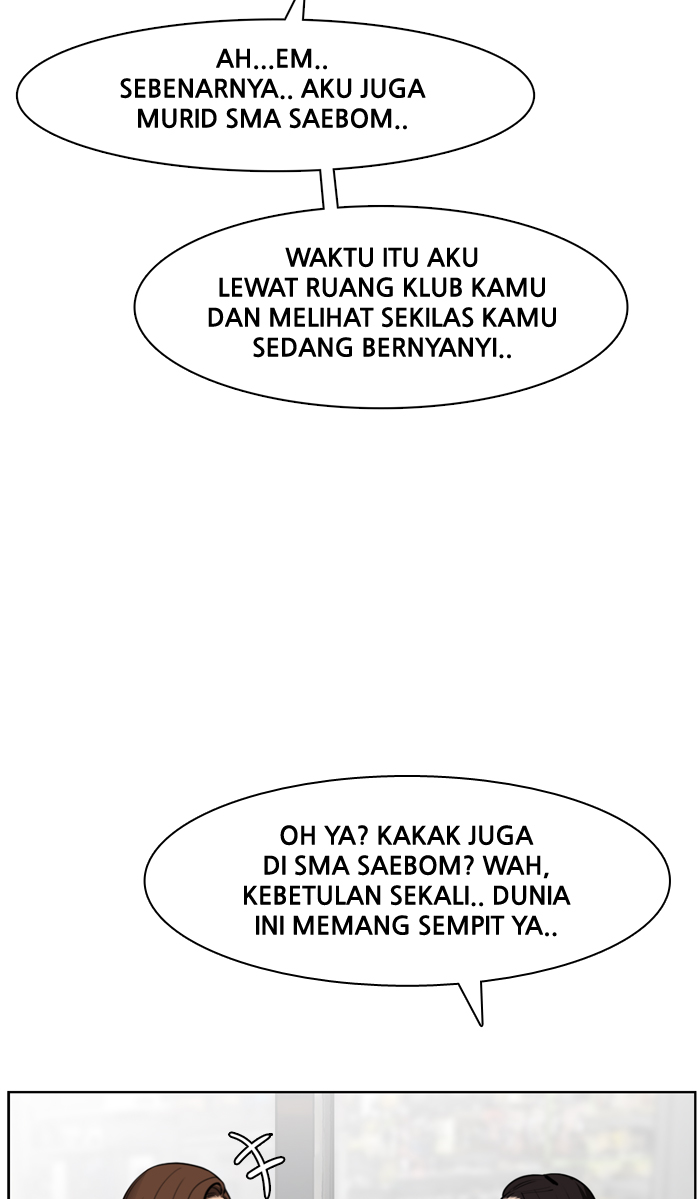 AH...EM..
SEBENARNYA.. AKU JUGA
MURID SMA SAEBOM..
WAKTU ITU AKU
LEWAT RUANG KLUB KAMU
DAN MELIHAT SEKILAS KAMU
SEDANG BERNYANYI..
OH YA? KAKAK JUGA
DI SMA SAEBOM? WAH,
KEBETULAN SEKALI.. DUNIA
INI MEMANG SEMPIT YA..